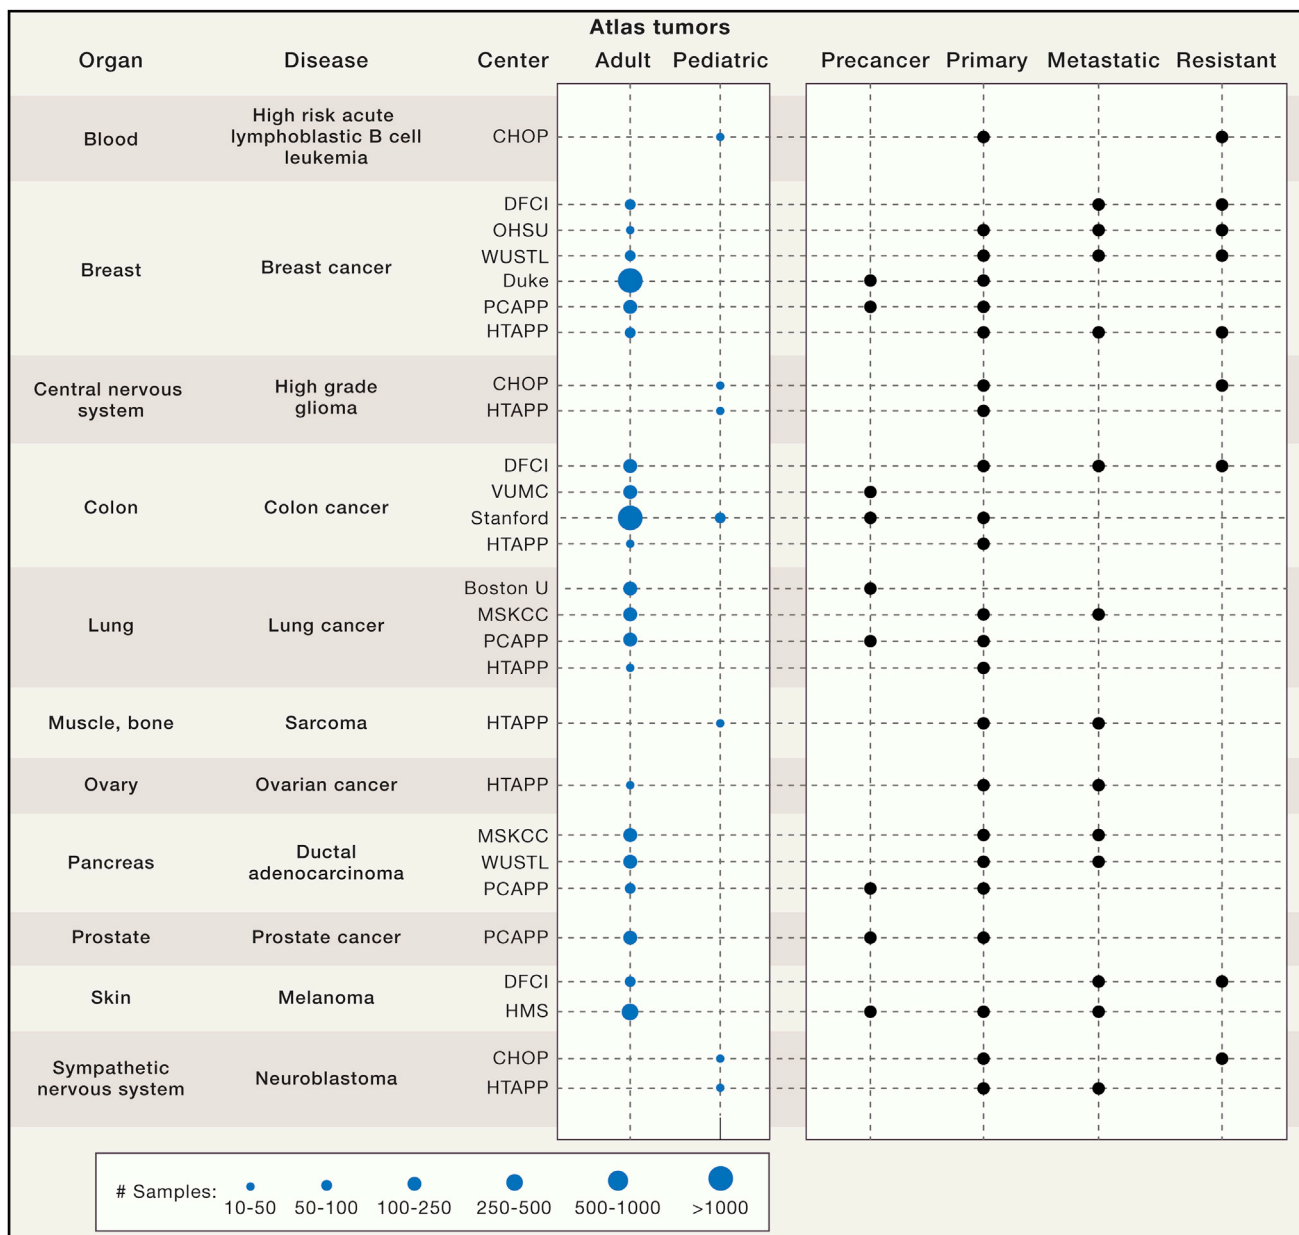 Atlas tumors
Organ Disease Center Adult Pediatric Precancer Primary Metastatic Resistant
Blood
High risk acute
lymphoblastic B cell
leukemia
CHOP
Breast
Breast cancer
DFCI
OHSU
WUSTL
Duke
PCAPP
HTAPP
Central nervous
system
High grade
glioma
CHOP
HTAPP
Colon
Colon cancer
DFCI
VUMC
Stanford
HTAPP
Lung
Lung cancer
Boston U
MSKCC
PCAPP
HTAPP
Muscle, bone
Sarcoma
HTAPP
Ovary
Ovarian cancer
HTAPP
Pancreas
Ductal
adenocarcinoma
MSKCC
WUSTL
PCAPP
Prostate
Prostate cancer
PCAPP
Skin
Melanoma
DFCI
HMS
Sympathetic
nervous system
Neuroblastoma
CHOP
HTAPP
# Samples:
10-50 50-100 100-250 250-500 500-1000 >1000